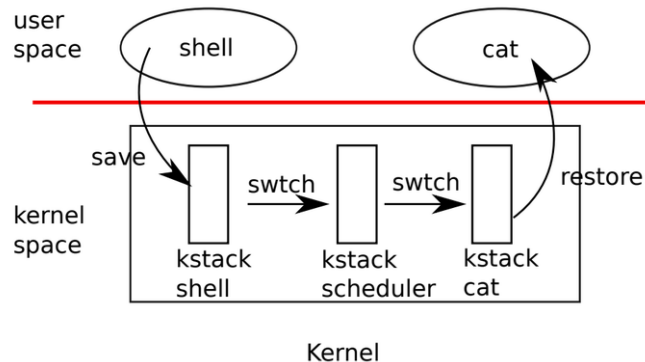 user
space
shell
cat
save
swtch
swtch
restore
kernel
space
kstack
shell
kstack
scheduler
kstack
cat
Kernel